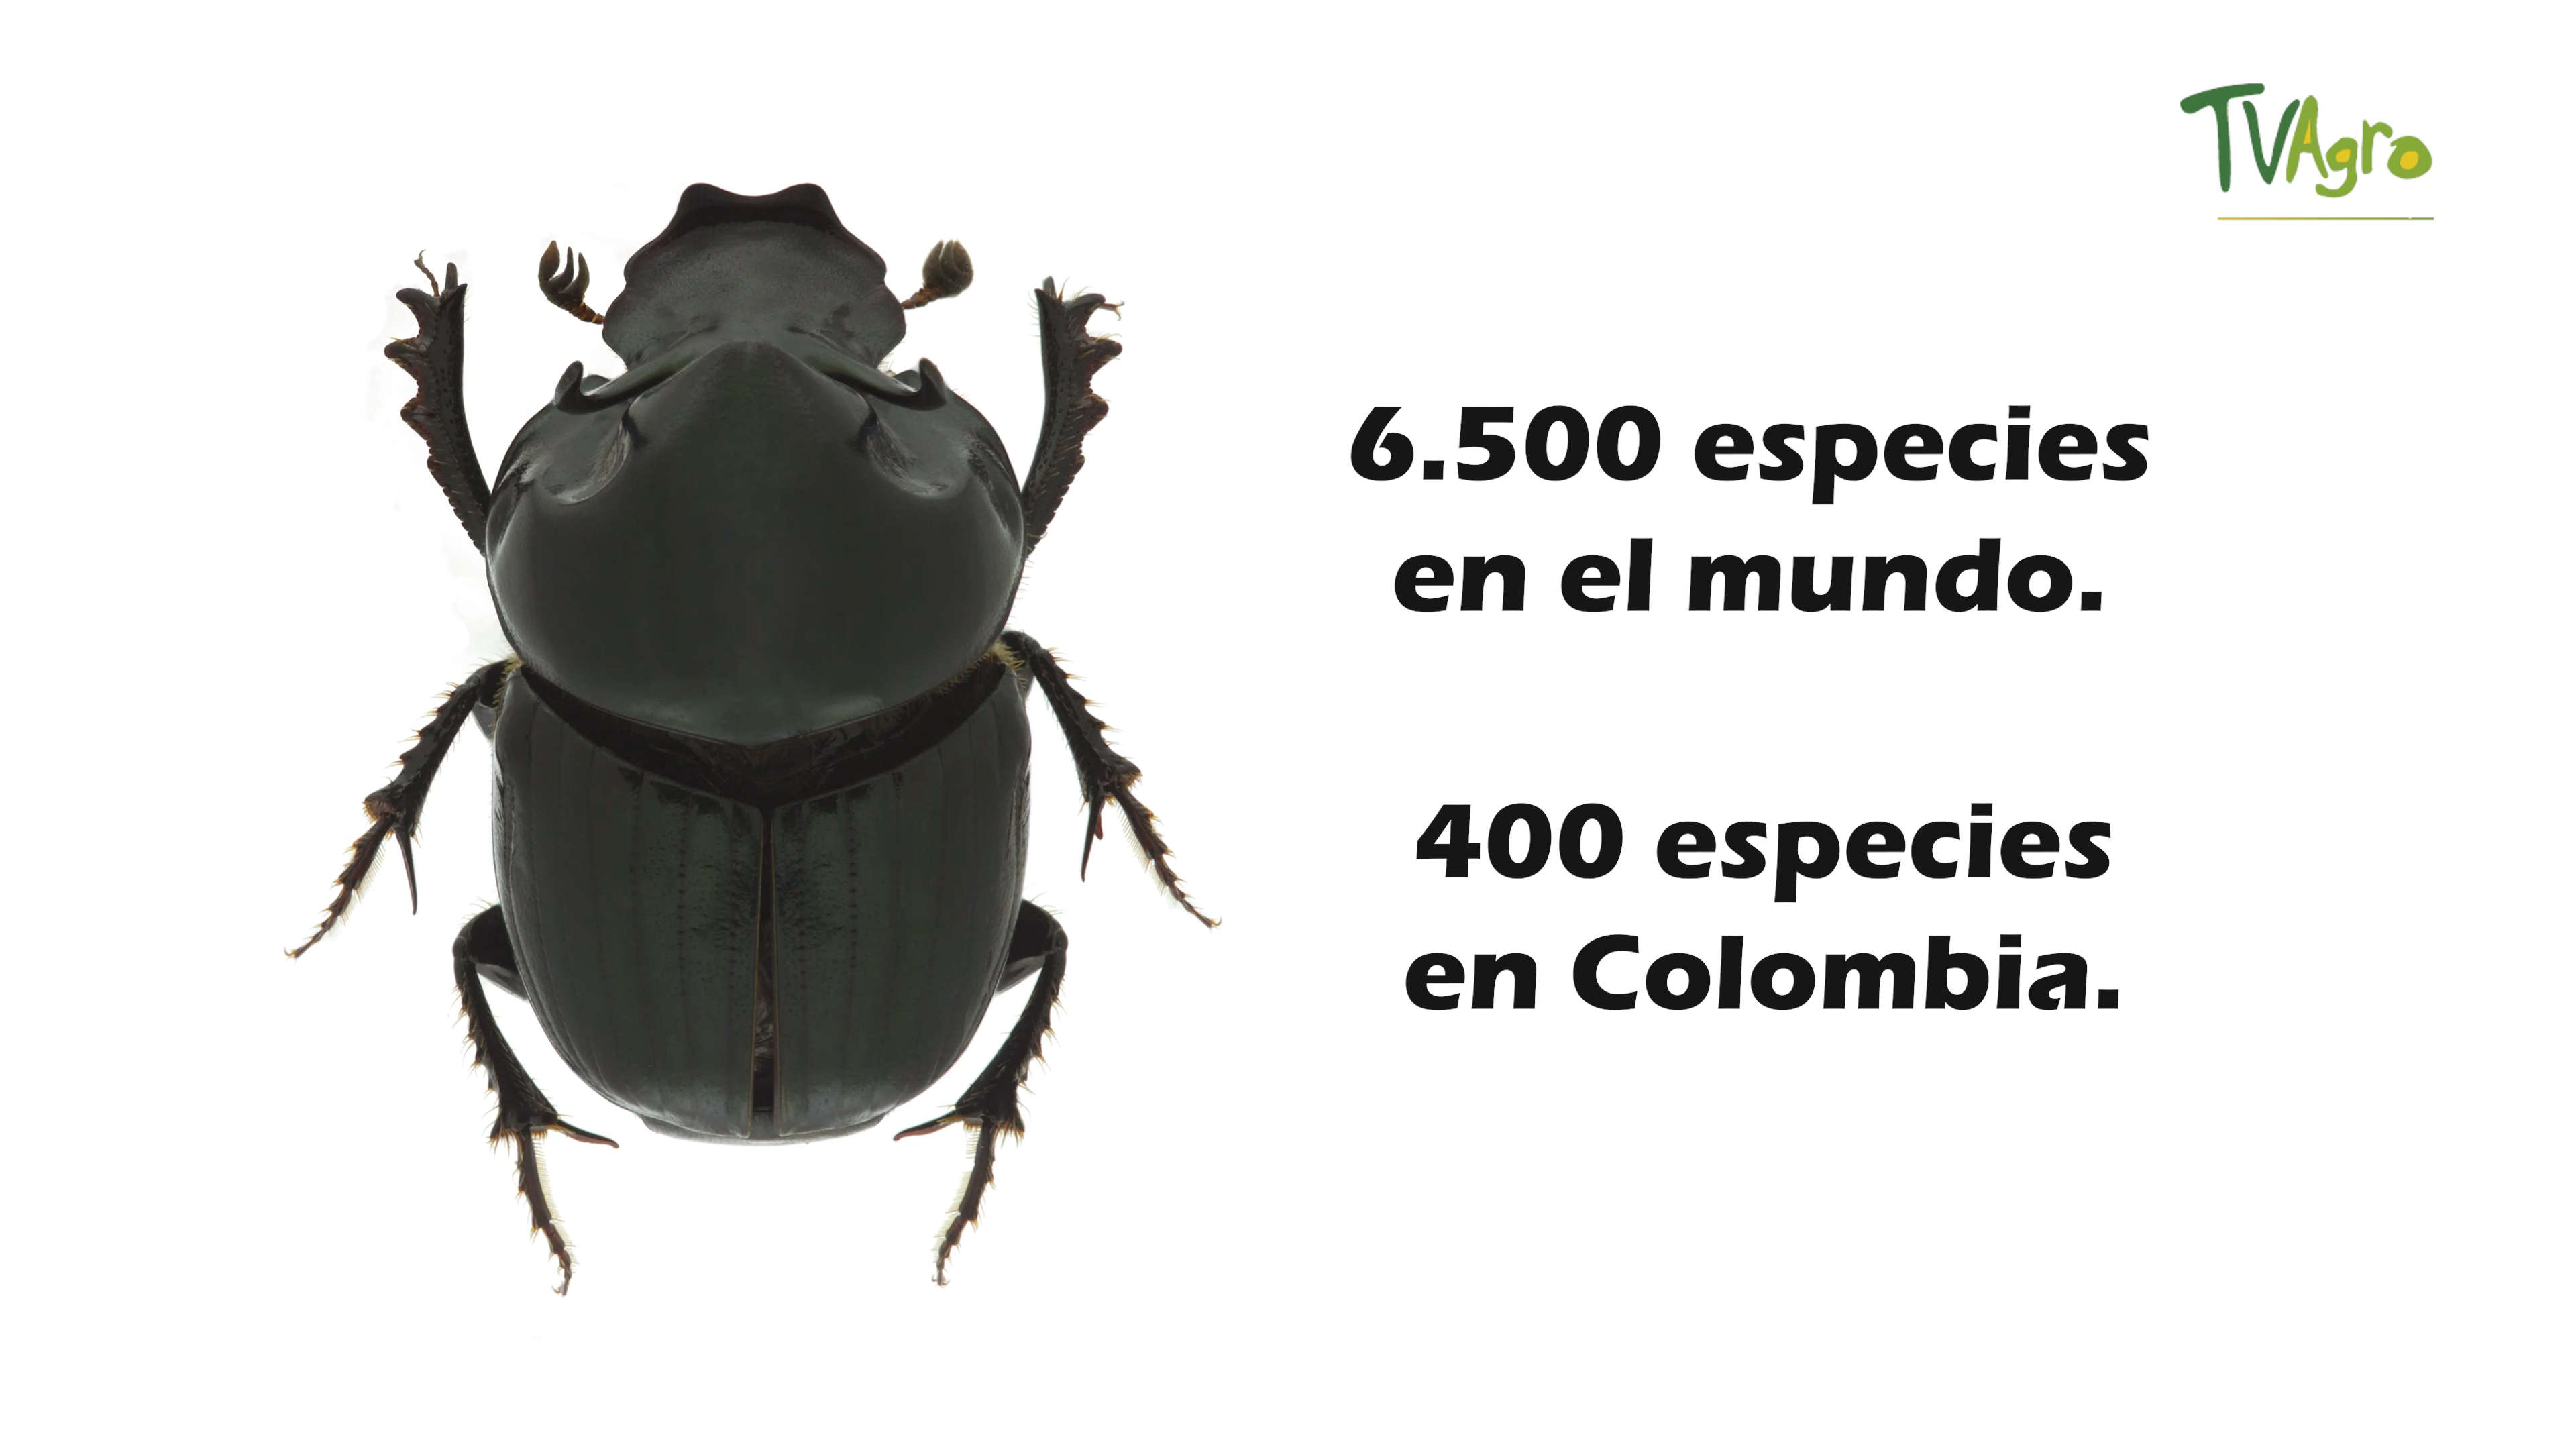 TVAgro
6.500 especies
en el mundo.
400 especies
en Colombia.